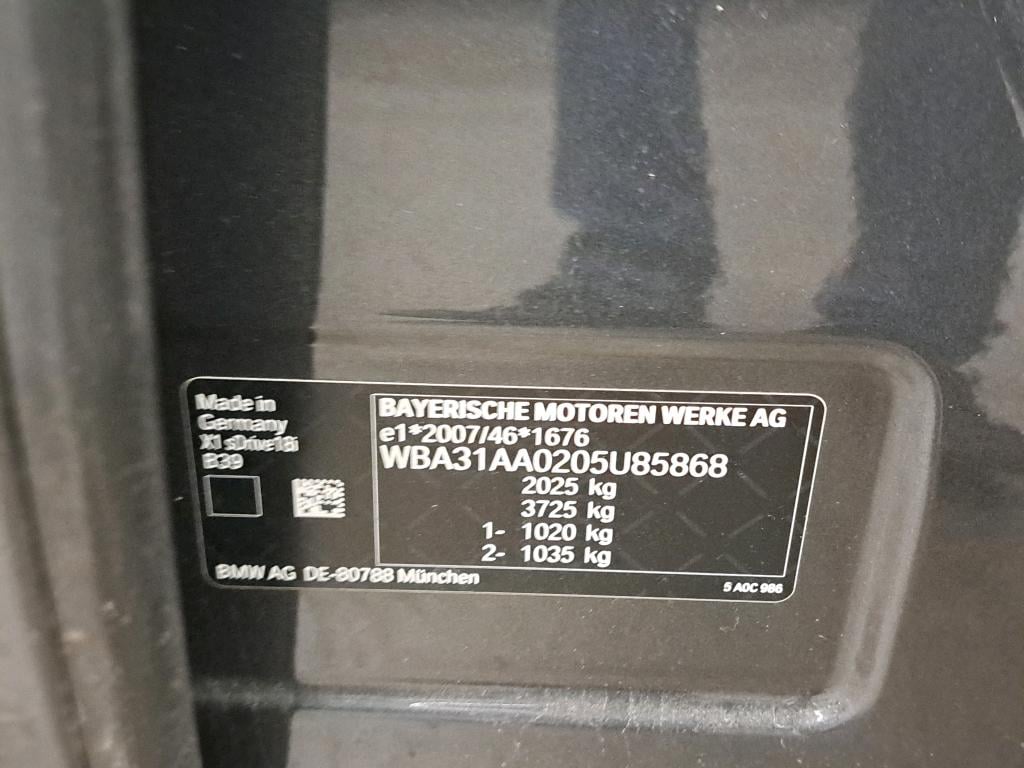 Made in
Germany
X1 sDrive18i
B39
BAYERISCHE MOTOREN WERKE AG
e1*2007/46*1676
WBA31AA0205U85868
2025 kg
3725 kg
1- 1020 kg
2- 1035 kg
BMW AG DE-80788 München
5 A0C 986